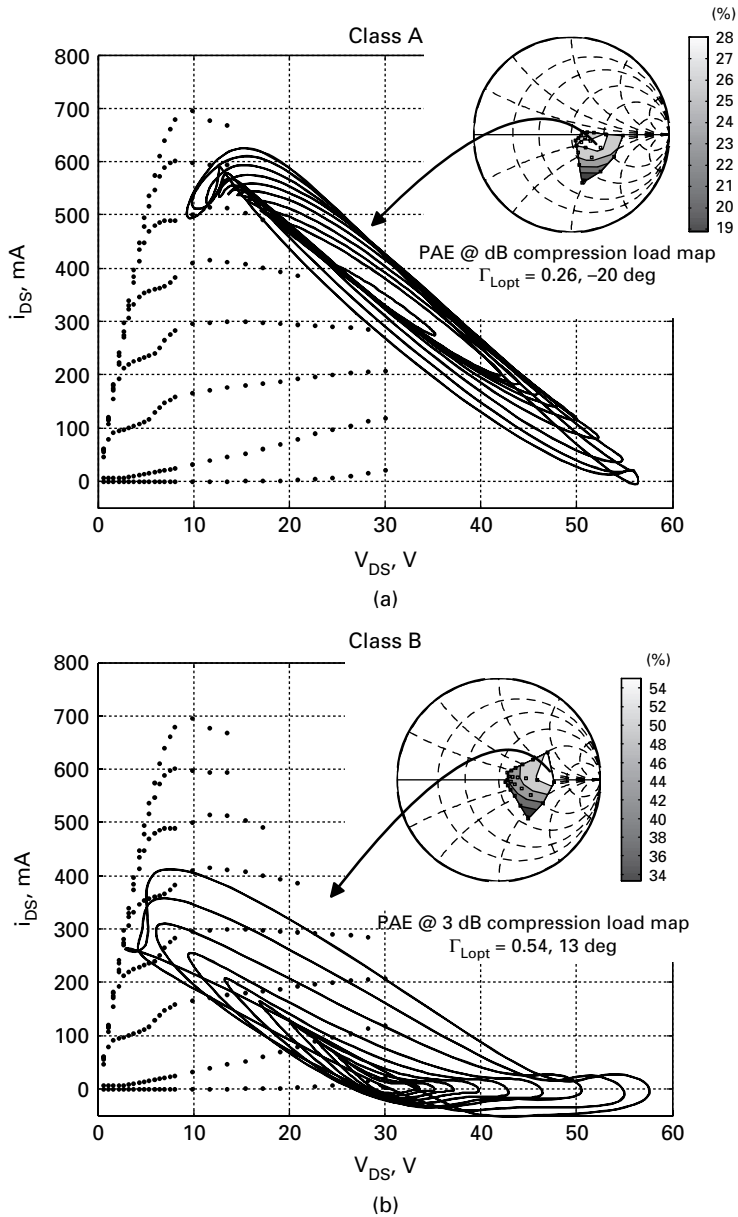 Class A
(%)
28
27
26
25
24
23
22
21
20
19
800
700
600
500
400
300
200
100
0
i_DS, mA
PAE @ dB compression load map
Γ_Lopt = 0.26, –20 deg
0 10 20 30 40 50 60
V_DS, V
(a)
Class B
(%)
54
52
50
48
46
44
42
40
38
36
34
800
700
600
500
400
300
200
100
0
i_DS, mA
PAE @ 3 dB compression load map
Γ_Lopt = 0.54, 13 deg
0 10 20 30 40 50 60
V_DS, V
(b)